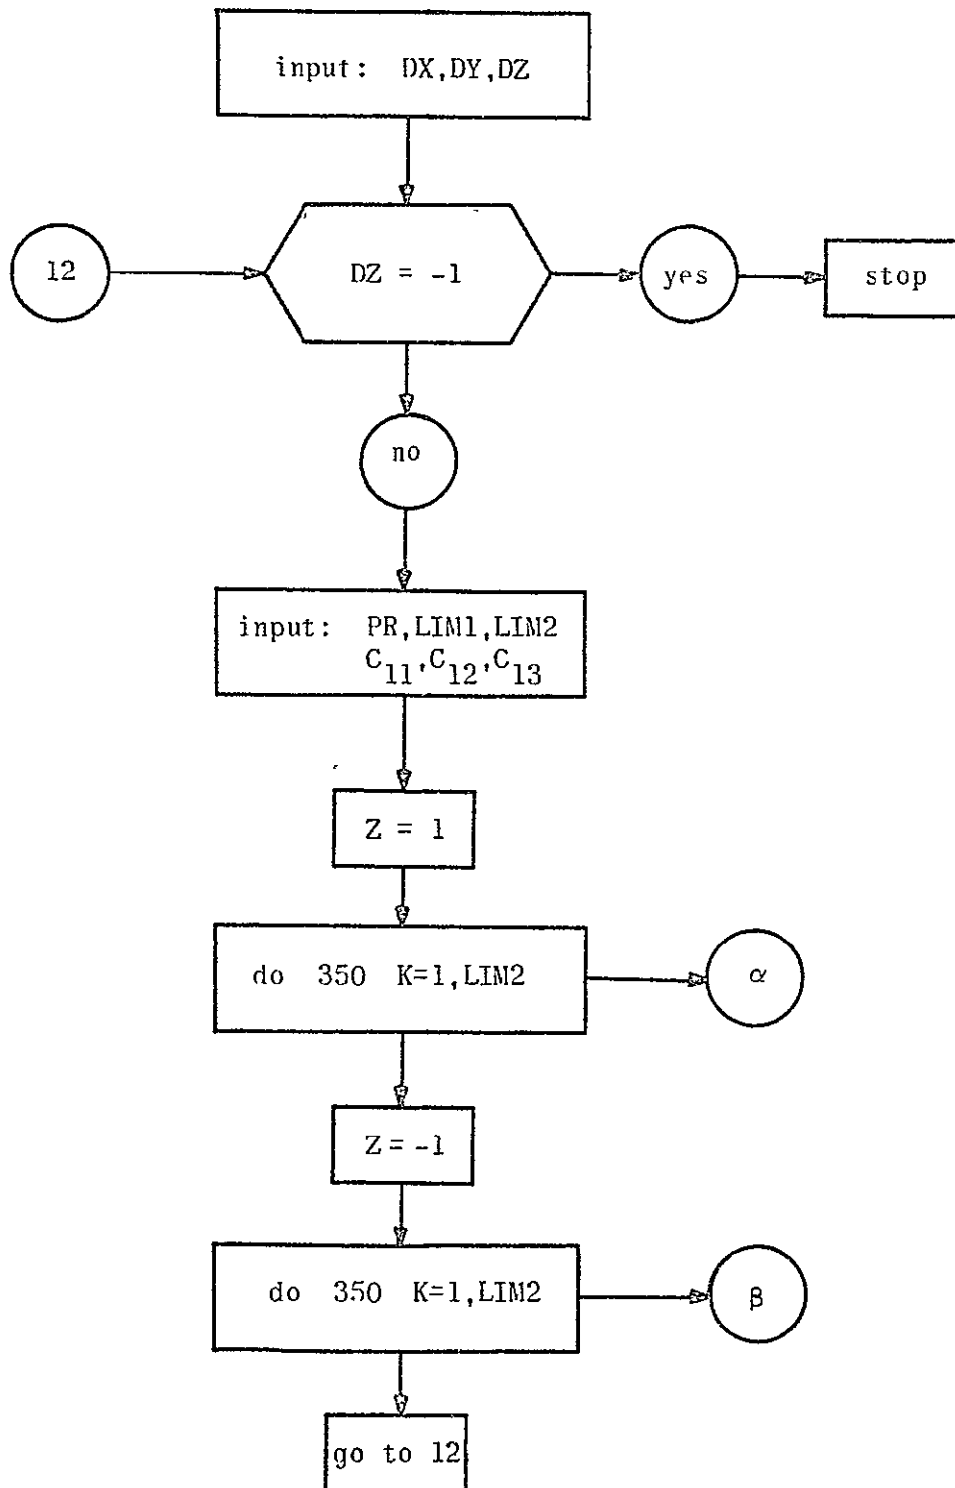 input: DX,DY,DZ
12
DZ = -1
yes
stop
no
input: PR,LIM1,LIM2
C11,C12,C13
Z = 1
do 350 K=1,LIM2
α
Z = -1
do 350 K=1,LIM2
β
go to 12